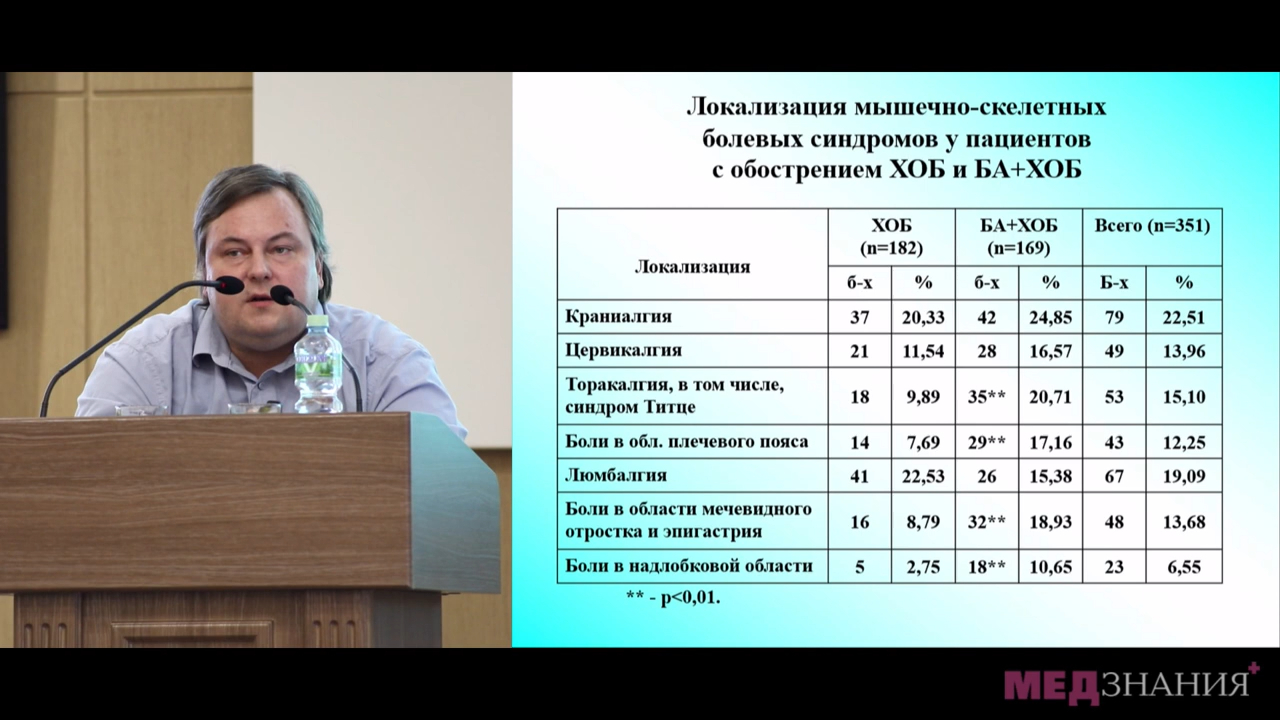 Локализация мышечно-скелетных
болевых синдромов у пациентов
с обострением ХОБ и БА+ХОБ
Локализация
ХОБ
(n=182)
БА+ХОБ
(n=169)
Всего (n=351)
б-х % б-х % Б-х %
Краниалгия 37 20,33 42 24,85 79 22,51
Цервикалгия 21 11,54 28 16,57 49 13,96
Торакалгия, в том числе,
синдром Титце 18 9,89 35** 20,71 53 15,10
Боли в обл. плечевого пояса 14 7,69 29** 17,16 43 12,25
Люмбалгия 41 22,53 26 15,38 67 19,09
Боли в области мечевидного
отростка и эпигастрия 16 8,79 32** 18,93 48 13,68
Боли в надлобковой области 5 2,75 18** 10,65 23 6,55
** - p<0,01.
МЕДЗНАНИЯ+